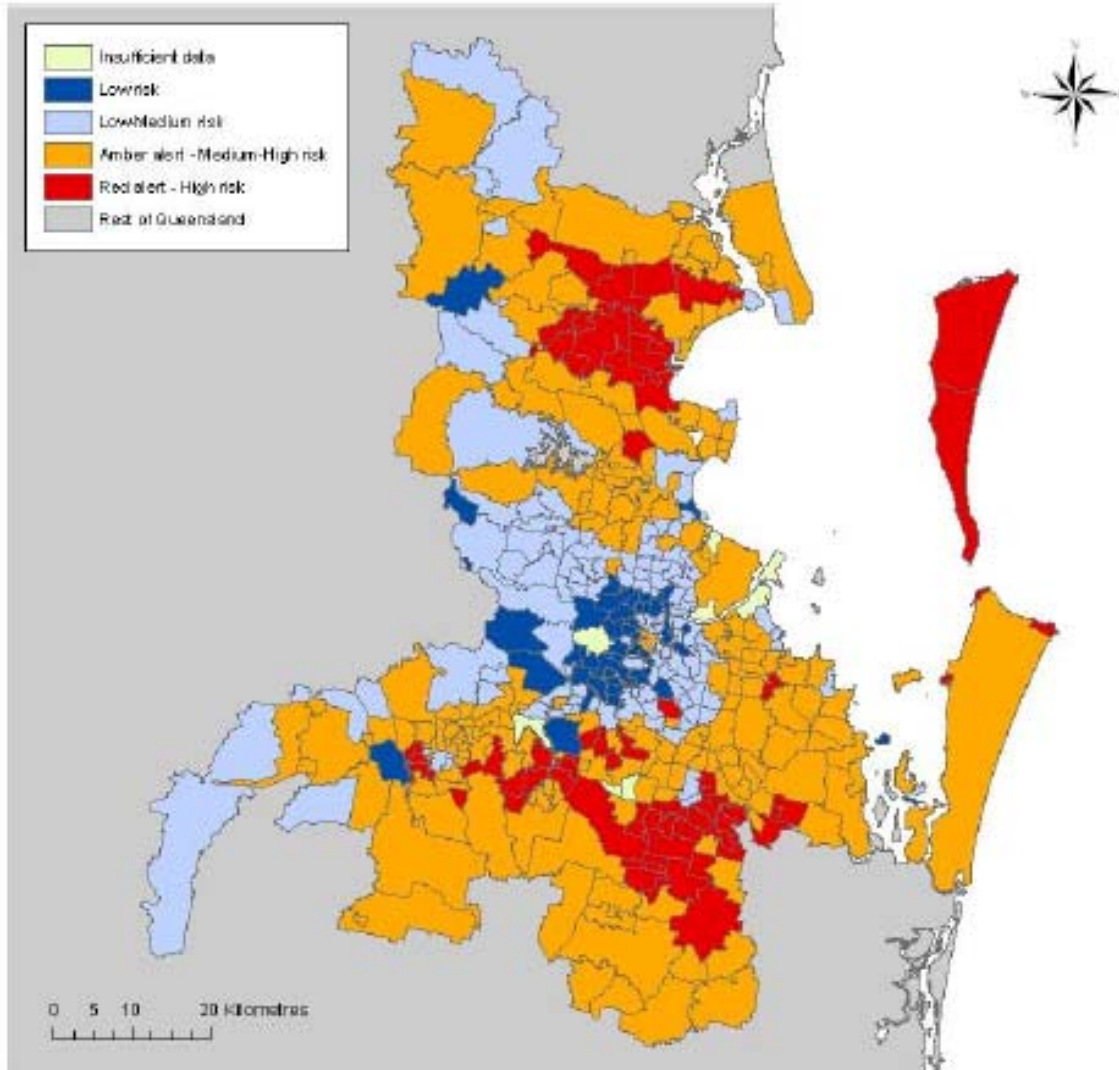 Insufficient data
Low risk
Low-Medium risk
Amber alert - Medium-High risk
Red alert - High risk
Rest of Queensland
0 5 10 20 Kilometres